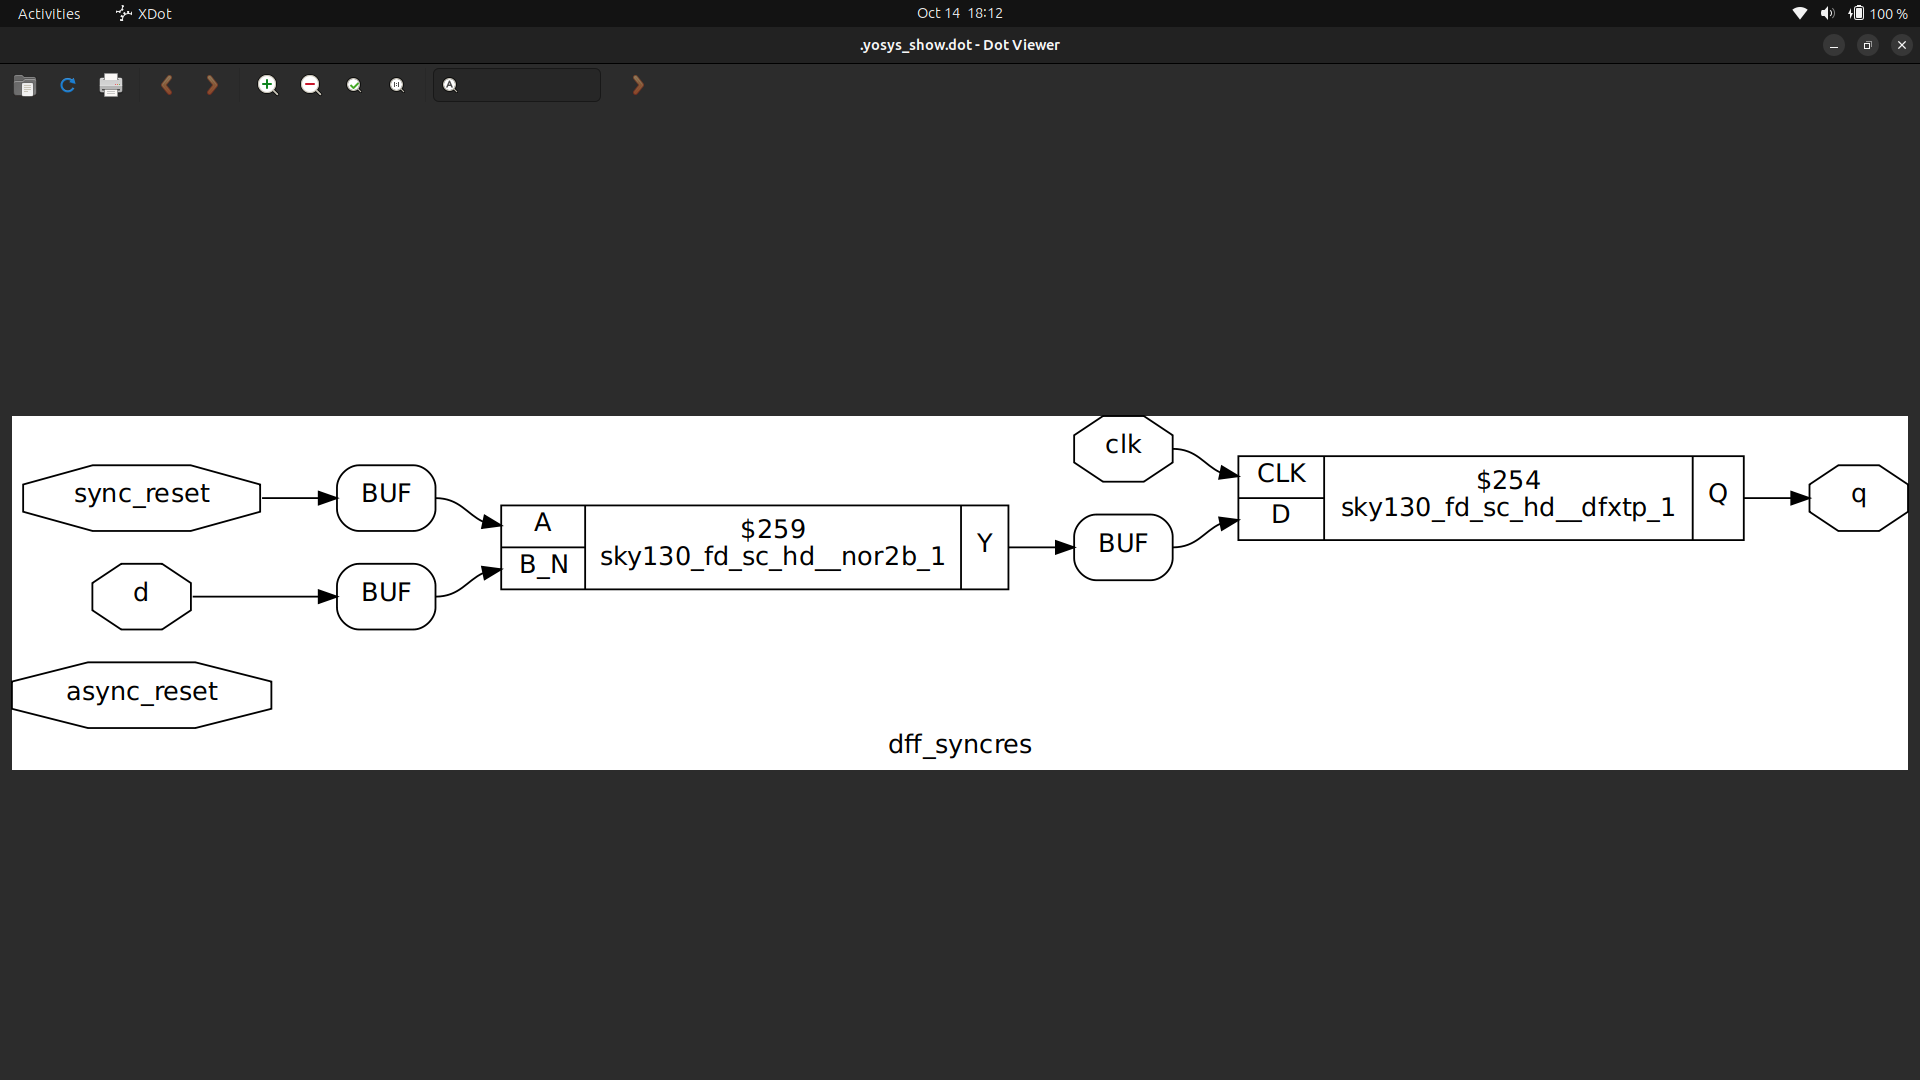 Activities
XDot
Oct 14 18:12
100 %
.yosys_show.dot - Dot Viewer
clk
sync_reset
BUF
CLK
D
$254
sky130_fd_sc_hd__dfxtp_1
Q
q
A
B_N
$259
sky130_fd_sc_hd__nor2b_1
Y
BUF
d
BUF
async_reset
dff_syncres